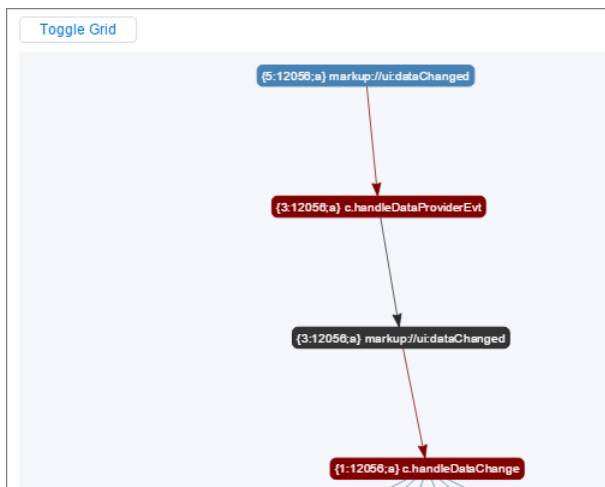 Toggle Grid
{5:12056;a} markup://ui:dataChanged
{3:12056;a} c.handleDataProviderEvt
{3:12056;a} markup://ui:dataChanged
{1:12056;a} c.handleDataChange